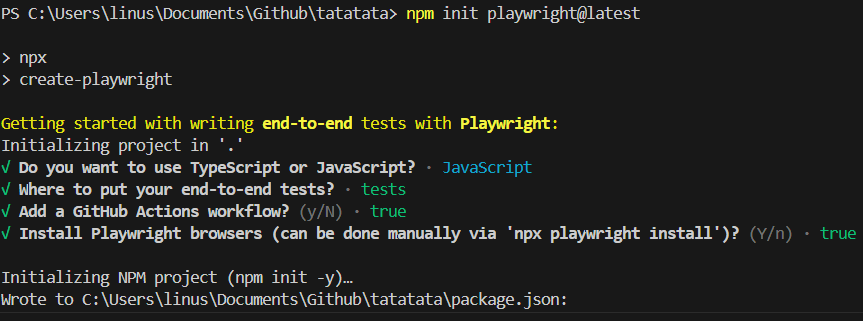 PS C:\Users\linus\Documents\Github\tatatata> npm init playwright@latest
> npx
> create-playwright
Getting started with writing end-to-end tests with Playwright:
Initializing project in '.'
√ Do you want to use TypeScript or JavaScript? · JavaScript
√ Where to put your end-to-end tests? · tests
√ Add a GitHub Actions workflow? (y/N) · true
√ Install Playwright browsers (can be done manually via 'npx playwright install')? (Y/n) · true
Initializing NPM project (npm init -y)…
Wrote to C:\Users\linus\Documents\Github\tatatata\package.json: